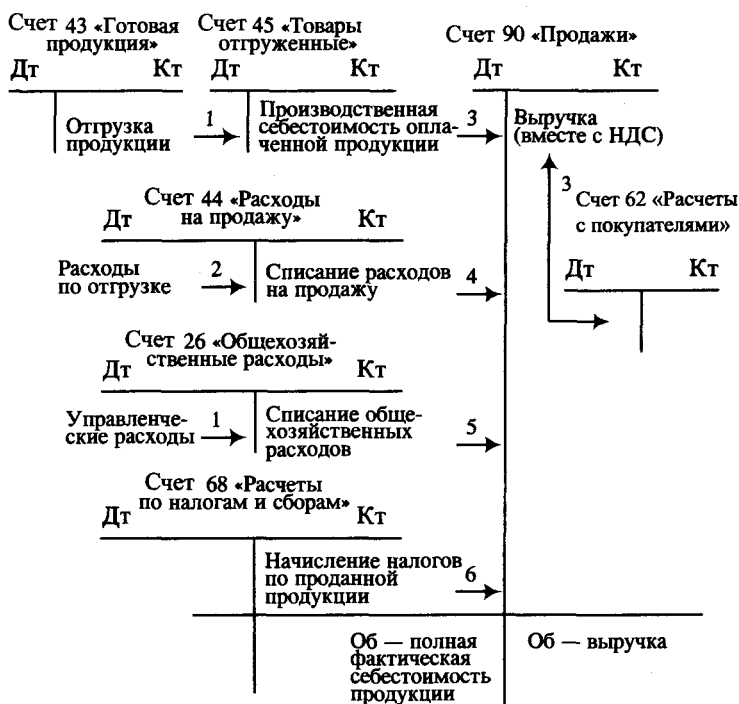 Счет 43 «Готовая
продукция»
Дт Кт
Счет 45 «Товары
отгруженные»
Дт Кт
Счет 90 «Продажи»
Дт Кт
Отгрузка
продукции
1
Производственная
себестоимость опла-
ченной продукции
3
Выручка
(вместе с НДС)
3
Счет 62 «Расчеты
с покупателями»
Дт Кт
Счет 44 «Расходы
на продажу»
Дт Кт
Расходы
по отгрузке
2
Списание расходов
на продажу
4
Счет 26 «Общехозяй-
ственные расходы»
Дт Кт
Управленче-
ские расходы
1
Списание обще-
хозяйственных
расходов
5
Счет 68 «Расчеты
по налогам и сборам»
Дт Кт
Начисление налогов
по проданной
продукции
6
Об — полная
фактическая
себестоимость
продукции
Об — выручка